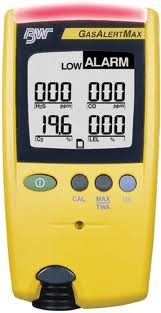 BW GASALERTMAX
LOW ALARM
000 000
H2S ppm CO ppm
19.6 000
O2 % LEL %
CAL MAX TWA OK